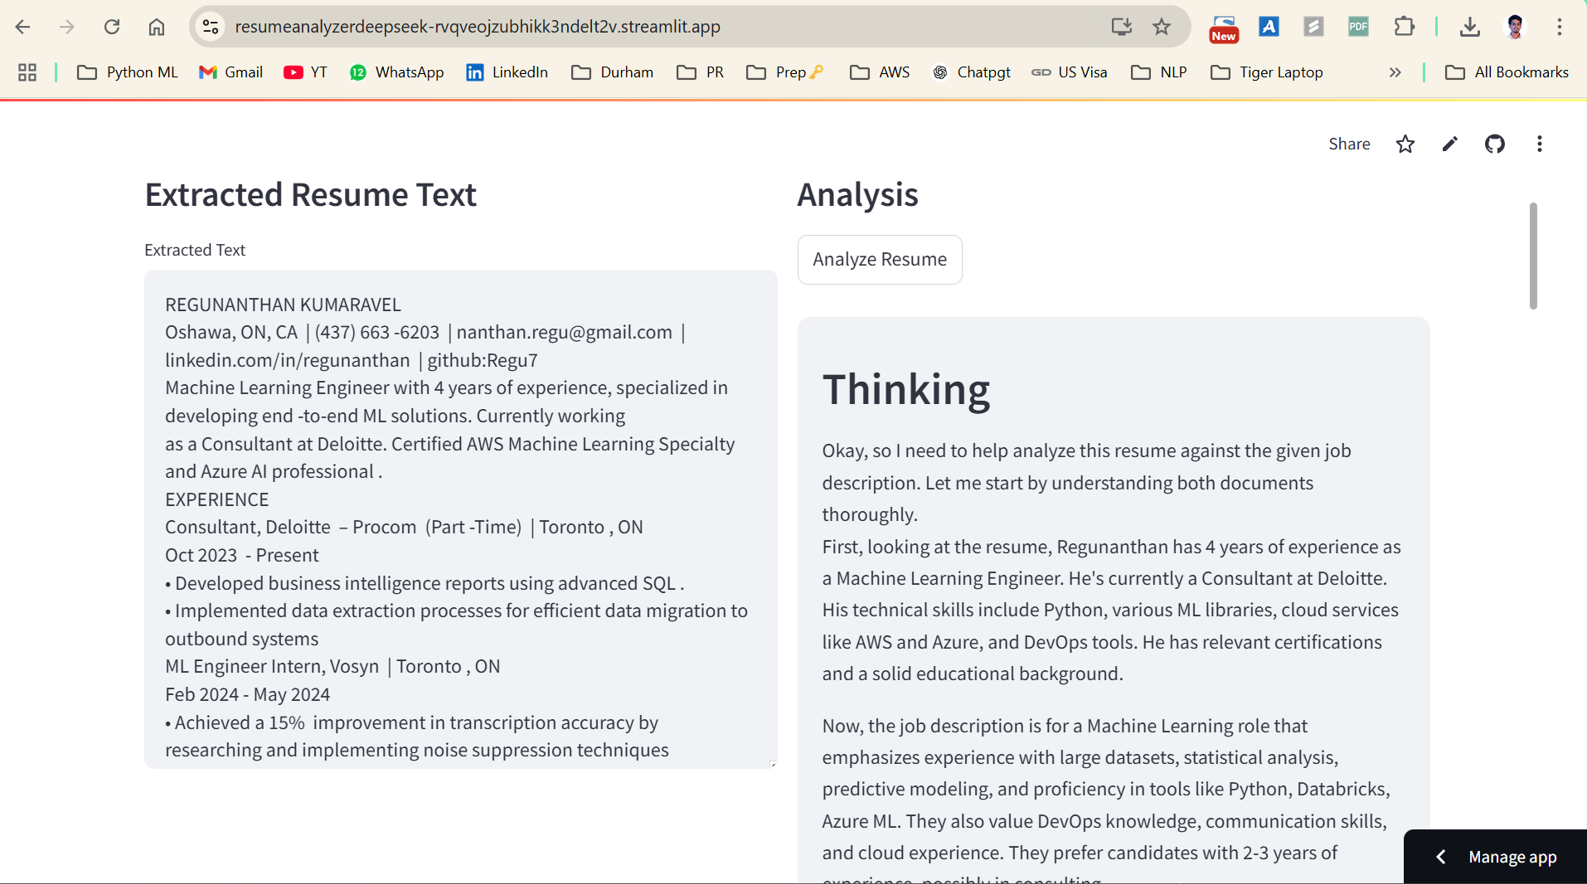 resumeanalyzerdeepseek-rvqveojzubhikk3ndelt2v.streamlit.app
New
A
PDF
Python ML
Gmail
YT
12
WhatsApp
LinkedIn
Durham
PR
Prep🔑
AWS
Chatpgt
GD
US Visa
NLP
Tiger Laptop
»
All Bookmarks
Share
Extracted Resume Text
Extracted Text
REGUNANTHAN KUMARAVEL
Oshawa, ON, CA | (437) 663 -6203 | nanthan.regu@gmail.com |
linkedin.com/in/regunanthan | github:Regu7
Machine Learning Engineer with 4 years of experience, specialized in
developing end -to-end ML solutions. Currently working
as a Consultant at Deloitte. Certified AWS Machine Learning Specialty
and Azure AI professional .
EXPERIENCE
Consultant, Deloitte – Procom (Part -Time) | Toronto , ON
Oct 2023 - Present
• Developed business intelligence reports using advanced SQL .
• Implemented data extraction processes for efficient data migration to
outbound systems
ML Engineer Intern, Vosyn | Toronto , ON
Feb 2024 - May 2024
• Achieved a 15% improvement in transcription accuracy by
researching and implementing noise suppression techniques
Analysis
Analyze Resume
Thinking
Okay, so I need to help analyze this resume against the given job
description. Let me start by understanding both documents
thoroughly.
First, looking at the resume, Regunanthan has 4 years of experience as
a Machine Learning Engineer. He's currently a Consultant at Deloitte.
His technical skills include Python, various ML libraries, cloud services
like AWS and Azure, and DevOps tools. He has relevant certifications
and a solid educational background.
Now, the job description is for a Machine Learning role that
emphasizes experience with large datasets, statistical analysis,
predictive modeling, and proficiency in tools like Python, Databricks,
Azure ML. They also value DevOps knowledge, communication skills,
and cloud experience. They prefer candidates with 2-3 years of
experience, possibly in consulting.
Manage app